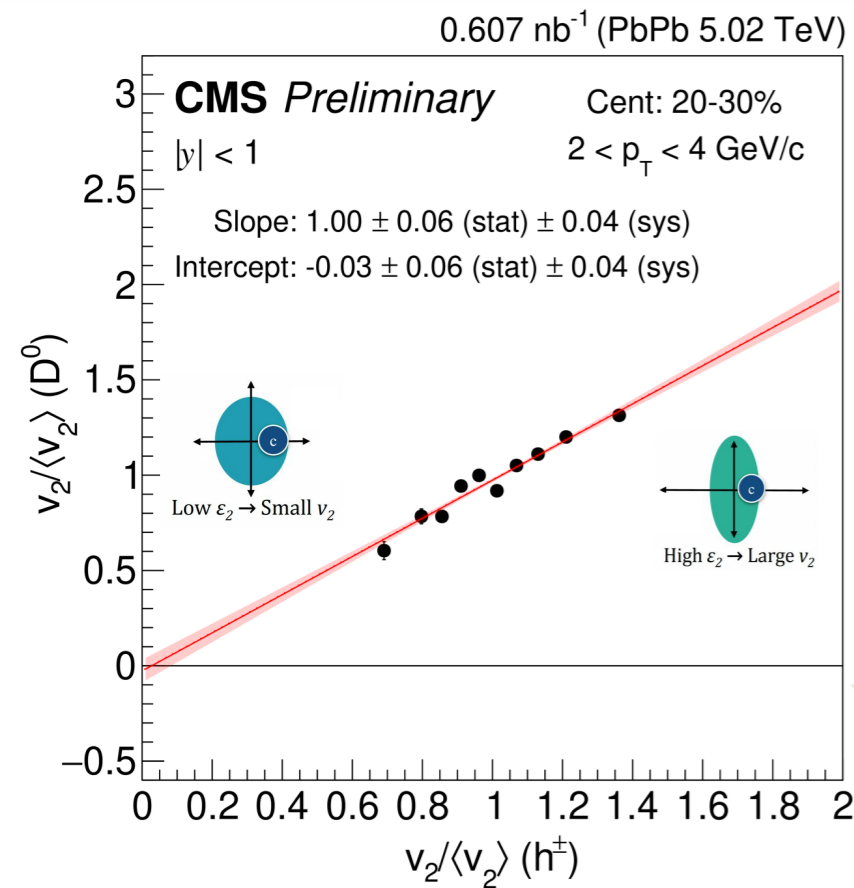 0.607 nb⁻¹ (PbPb 5.02 TeV)
CMS Preliminary
Cent: 20-30%
|y| < 1
2 < p_T < 4 GeV/c
Slope: 1.00 ± 0.06 (stat) ± 0.04 (sys)
Intercept: -0.03 ± 0.06 (stat) ± 0.04 (sys)
3
2.5
2
1.5
1
0.5
0
−0.5
v₂/⟨v₂⟩ (D⁰)
c
Low ε₂ → Small v₂
c
High ε₂ → Large v₂
0 0.2 0.4 0.6 0.8 1 1.2 1.4 1.6 1.8 2
v₂/⟨v₂⟩ (h±)